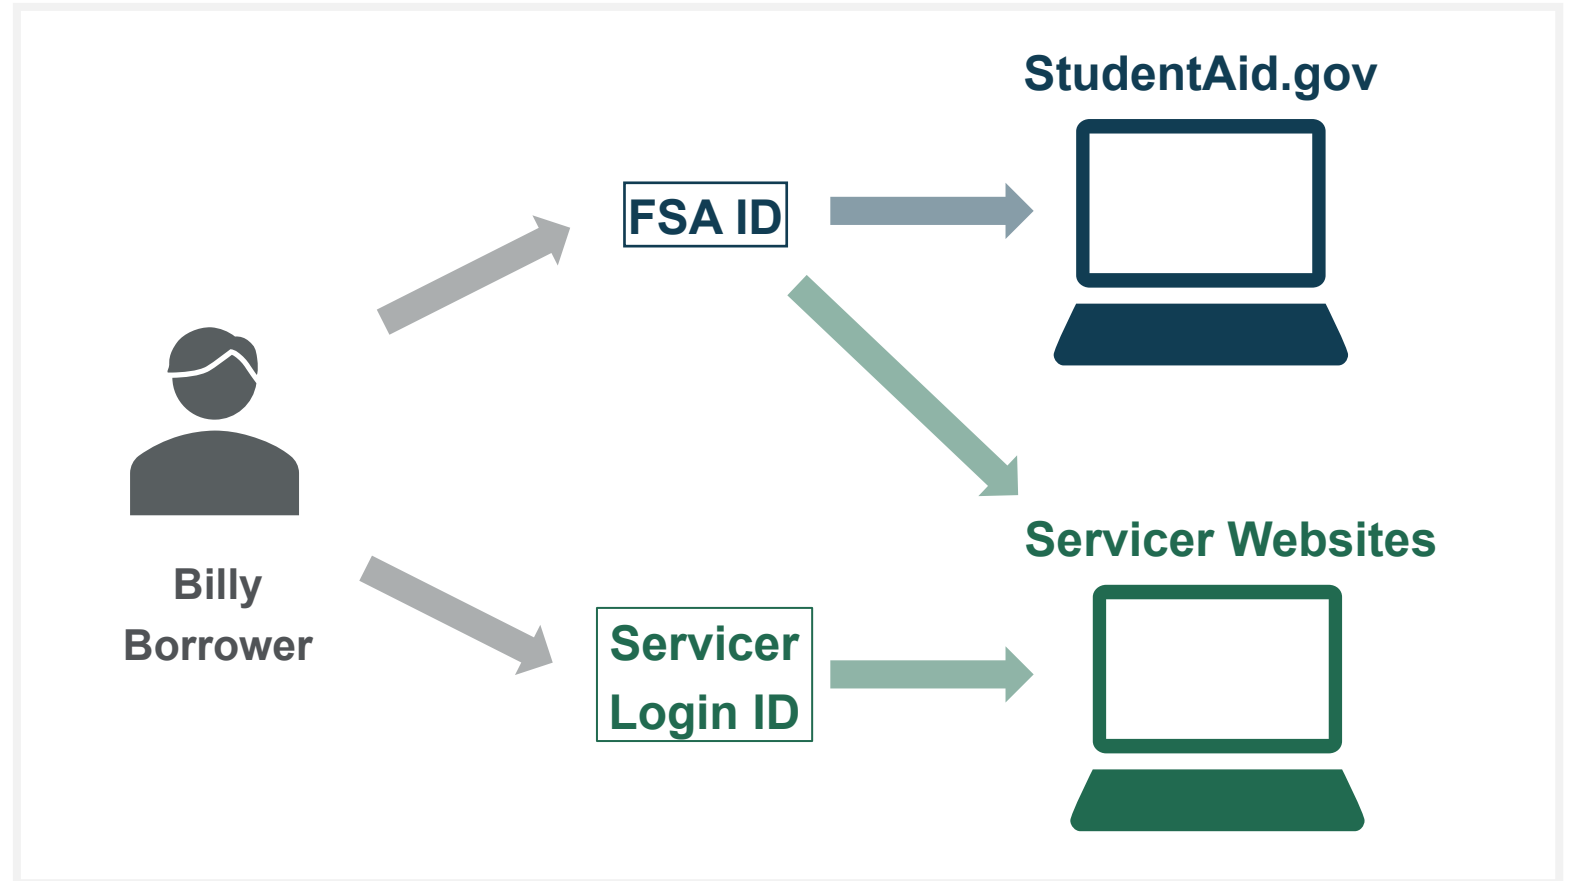 StudentAid.gov
FSA ID
Billy
Borrower
Servicer Websites
Servicer
Login ID